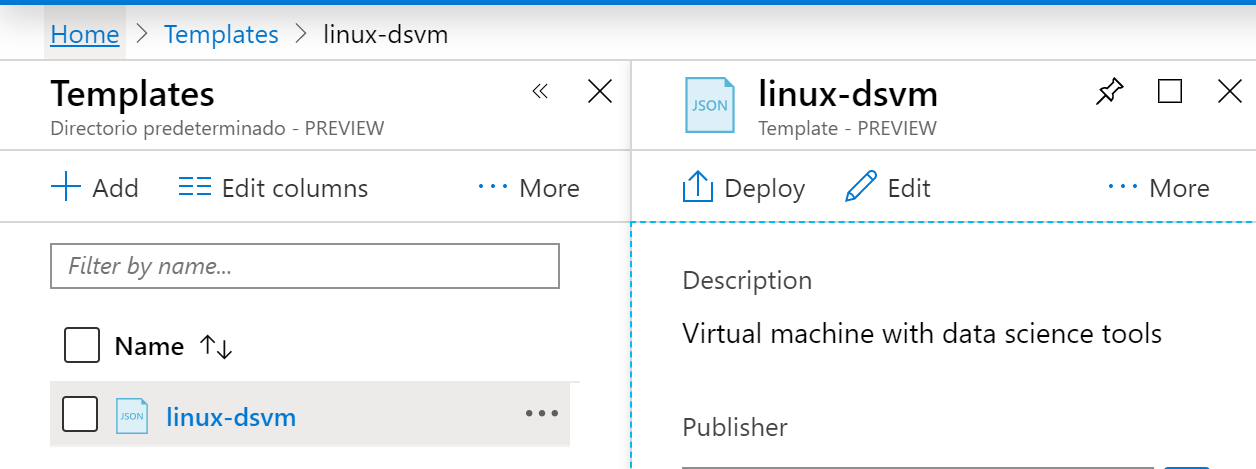 Home > Templates > linux-dsvm
Templates
Directorio predeterminado - PREVIEW
Add Edit columns ··· More
Filter by name...
Name
JSON linux-dsvm ···
JSON
linux-dsvm
Template - PREVIEW
Deploy Edit ··· More
Description
Virtual machine with data science tools
Publisher